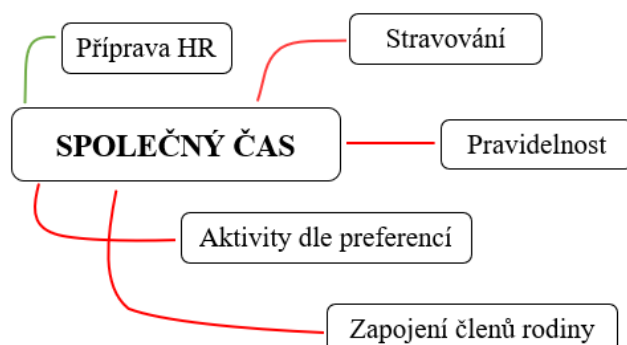 Příprava HR
Stravování
SPOLEČNÝ ČAS
Pravidelnost
Aktivity dle preferencí
Zapojení členů rodiny